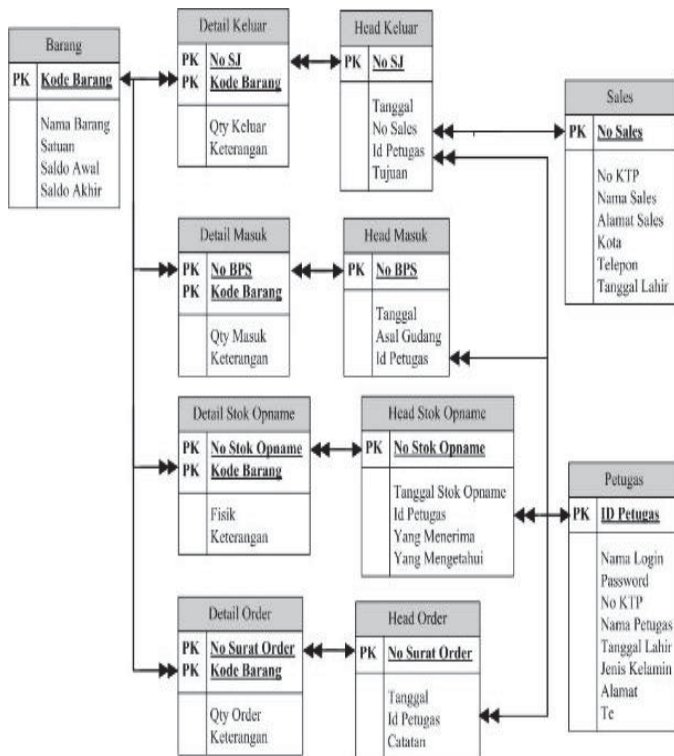 Barang
PK Kode Barang
Nama Barang
Satuan
Saldo Awal
Saldo Akhir
Detail Keluar
PK No SJ
PK Kode Barang
Qty Keluar
Keterangan
Head Keluar
PK No SJ
Tanggal
No Sales
Id Petugas
Tujuan
Sales
PK No Sales
No KTP
Nama Sales
Alamat Sales
Kota
Telepon
Tanggal Lahir
Detail Masuk
PK No BPS
PK Kode Barang
Qty Masuk
Keterangan
Head Masuk
PK No BPS
Tanggal
Asal Gudang
Id Petugas
Detail Stok Opname
PK No Stok Opname
PK Kode Barang
Fisik
Keterangan
Head Stok Opname
PK No Stok Opname
Tanggal Stok Opname
Id Petugas
Yang Menerima
Yang Mengetahui
Petugas
PK ID Petugas
Nama Login
Password
No KTP
Nama Petugas
Tanggal Lahir
Jenis Kelamin
Alamat
Te
Detail Order
PK No Surat Order
PK Kode Barang
Qty Order
Keterangan
Head Order
PK No Surat Order
Tanggal
Id Petugas
Catatan